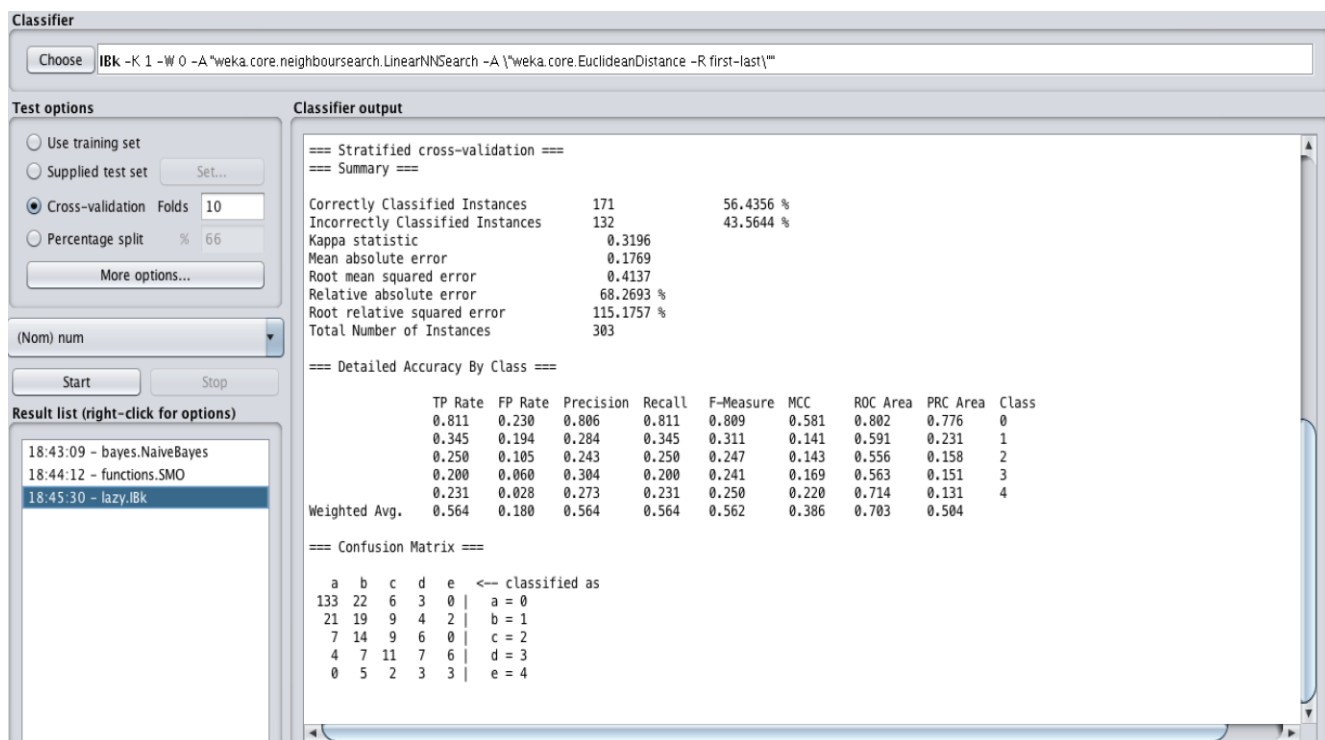 Classifier
Choose IBk -K 1 -W 0 -A "weka.core.neighboursearch.LinearNNSearch -A \"weka.core.EuclideanDistance -R first-last\""
Test options
Use training set
Supplied test set Set...
Cross-validation Folds 10
Percentage split % 66
More options...
(Nom) num
Start Stop
Result list (right-click for options)
18:43:09 - bayes.NaiveBayes
18:44:12 - functions.SMO
18:45:30 - lazy.IBk
Classifier output
=== Stratified cross-validation ===
=== Summary ===
Correctly Classified Instances 171 56.4356 %
Incorrectly Classified Instances 132 43.5644 %
Kappa statistic 0.3196
Mean absolute error 0.1769
Root mean squared error 0.4137
Relative absolute error 68.2693 %
Root relative squared error 115.1757 %
Total Number of Instances 303
=== Detailed Accuracy By Class ===
TP Rate FP Rate Precision Recall F-Measure MCC ROC Area PRC Area Class
0.811 0.230 0.806 0.811 0.809 0.581 0.802 0.776 0
0.345 0.194 0.284 0.345 0.311 0.141 0.591 0.231 1
0.250 0.105 0.243 0.250 0.247 0.143 0.556 0.158 2
0.200 0.060 0.304 0.200 0.241 0.169 0.563 0.151 3
0.231 0.028 0.273 0.231 0.250 0.220 0.714 0.131 4
Weighted Avg. 0.564 0.180 0.564 0.564 0.562 0.386 0.703 0.504
=== Confusion Matrix ===
a b c d e <-- classified as
133 22 6 3 0 | a = 0
21 19 9 4 2 | b = 1
7 14 9 6 0 | c = 2
4 7 11 7 6 | d = 3
0 5 2 3 3 | e = 4